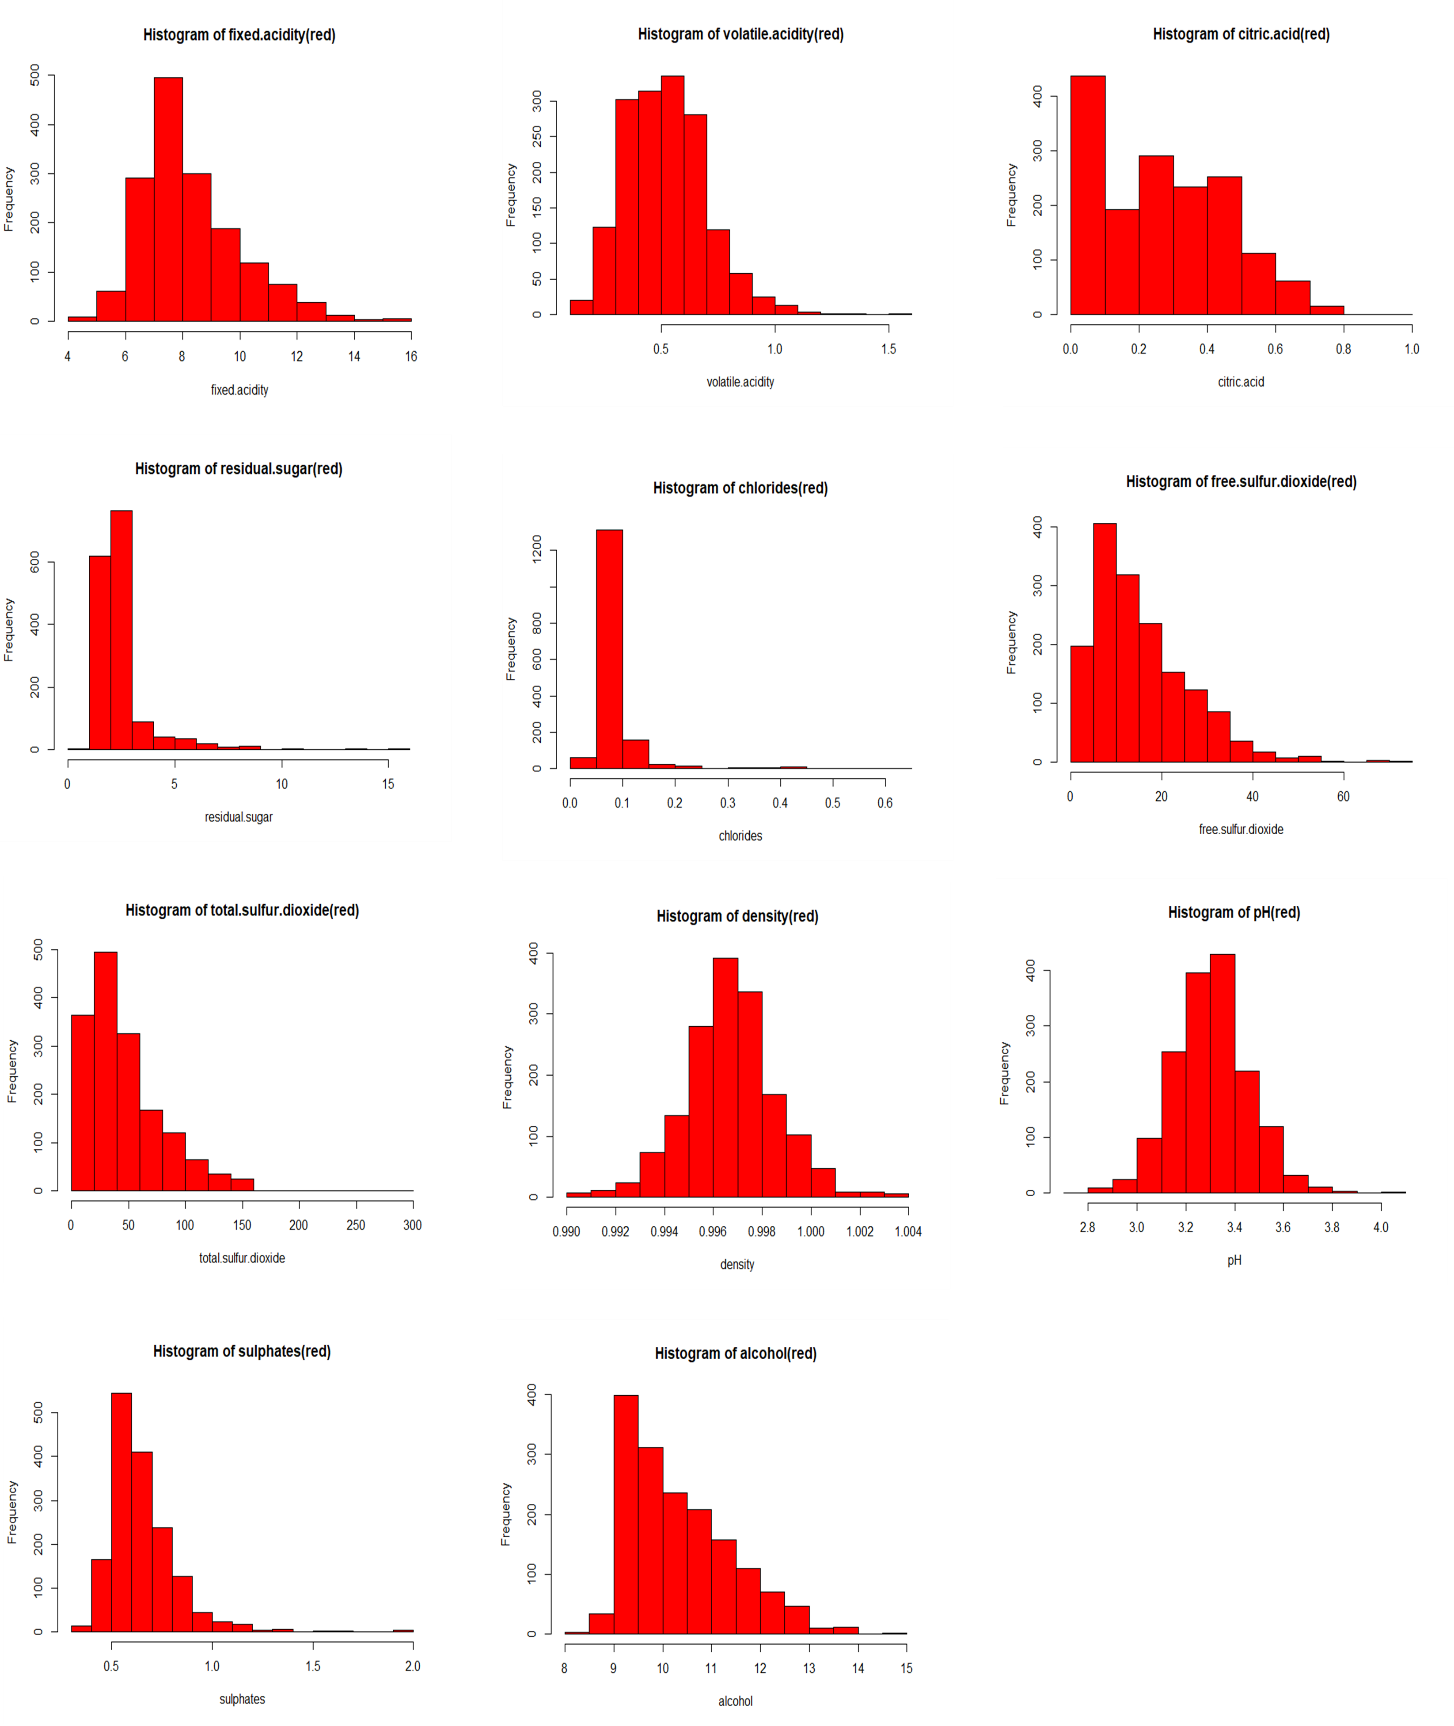 Histogram of fixed.acidity(red)
Frequency
0 100 200 300 400 500
4 6 8 10 12 14 16
fixed.acidity
Histogram of volatile.acidity(red)
Frequency
0 50 100 150 200 250 300
0.5 1.0 1.5
volatile.acidity
Histogram of citric.acid(red)
Frequency
0 100 200 300 400
0.0 0.2 0.4 0.6 0.8 1.0
citric.acid
Histogram of residual.sugar(red)
Frequency
0 200 400 600
0 5 10 15
residual.sugar
Histogram of chlorides(red)
Frequency
0 200 400 600 800 1200
0.0 0.1 0.2 0.3 0.4 0.5 0.6
chlorides
Histogram of free.sulfur.dioxide(red)
Frequency
0 100 200 300 400
0 20 40 60
free.sulfur.dioxide
Histogram of total.sulfur.dioxide(red)
Frequency
0 100 200 300 400 500
0 50 100 150 200 250 300
total.sulfur.dioxide
Histogram of density(red)
Frequency
0 100 200 300 400
0.990 0.992 0.994 0.996 0.998 1.000 1.002 1.004
density
Histogram of pH(red)
Frequency
0 100 200 300 400
2.8 3.0 3.2 3.4 3.6 3.8 4.0
pH
Histogram of sulphates(red)
Frequency
0 100 200 300 400 500
0.5 1.0 1.5 2.0
sulphates
Histogram of alcohol(red)
Frequency
0 100 200 300 400
8 9 10 11 12 13 14 15
alcohol